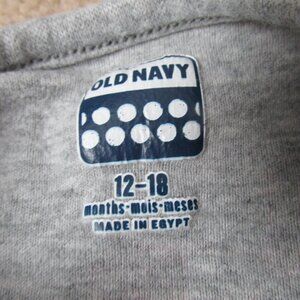 OLD NAVY
12-18
months-mois-meses
MADE IN EGYPT